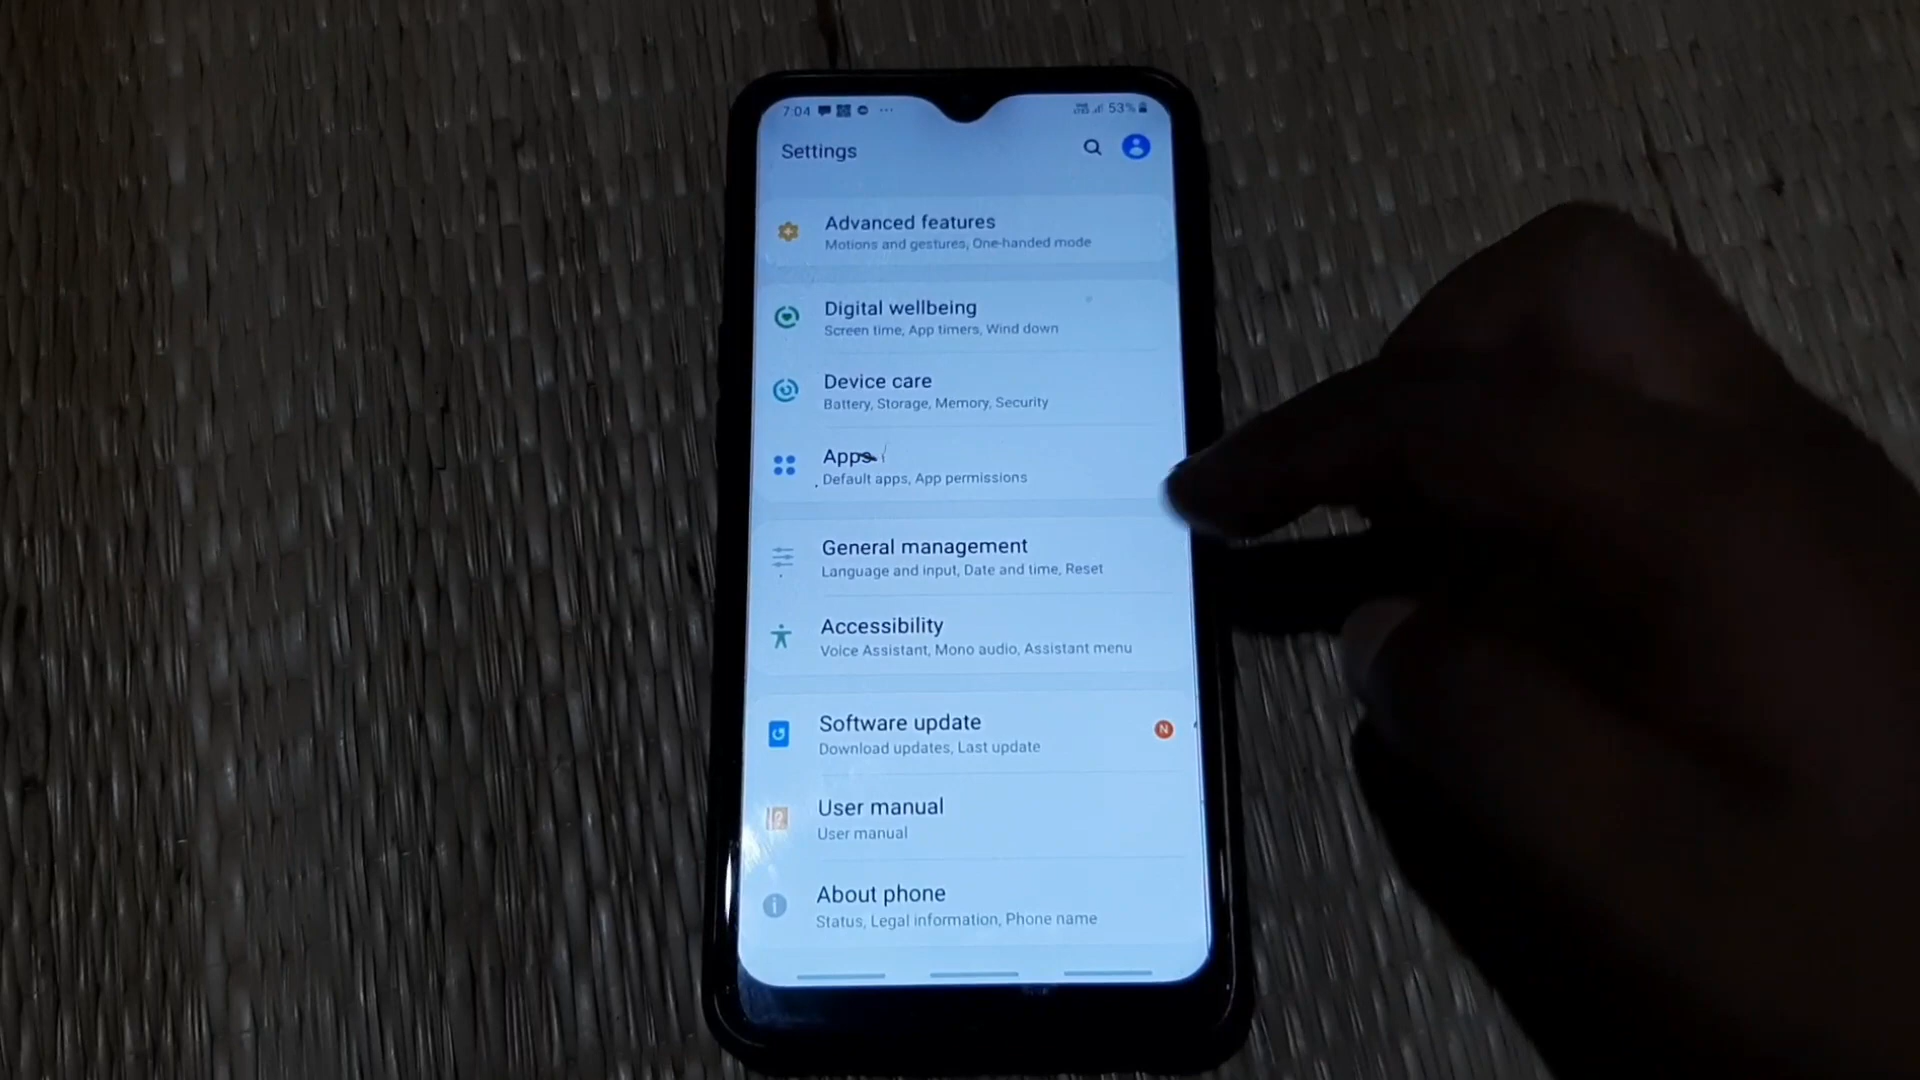 7:04 53%
Settings
Advanced features
Motions and gestures, One-handed mode
Digital wellbeing
Screen time, App timers, Wind down
Device care
Battery, Storage, Memory, Security
Apps
Default apps, App permissions
General management
Language and input, Date and time, Reset
Accessibility
Voice Assistant, Mono audio, Assistant menu
Software update
N
Download updates, Last update
User manual
User manual
About phone
Status, Legal information, Phone name